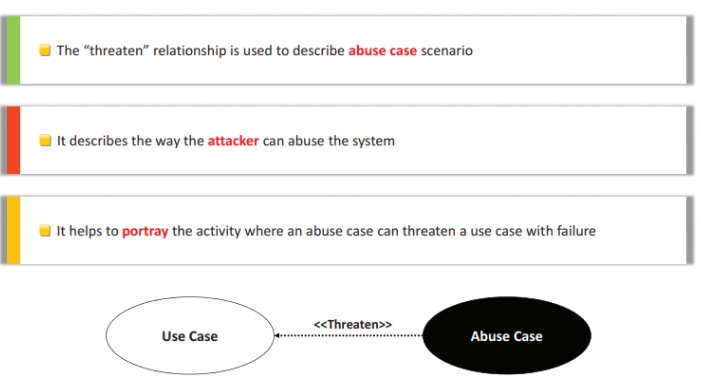 The “threaten” relationship is used to describe abuse case scenario
It describes the way the attacker can abuse the system
It helps to portray the activity where an abuse case can threaten a use case with failure
<<Threaten>>
Use Case
Abuse Case